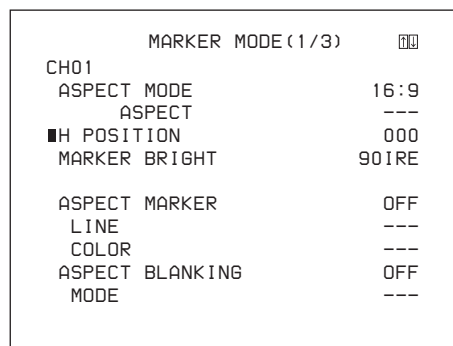 MARKER MODE(1/3) ↑↓
CH01
ASPECT MODE 16:9
ASPECT ---
■H POSITION 000
MARKER BRIGHT 90IRE
ASPECT MARKER OFF
LINE ---
COLOR ---
ASPECT BLANKING OFF
MODE ---